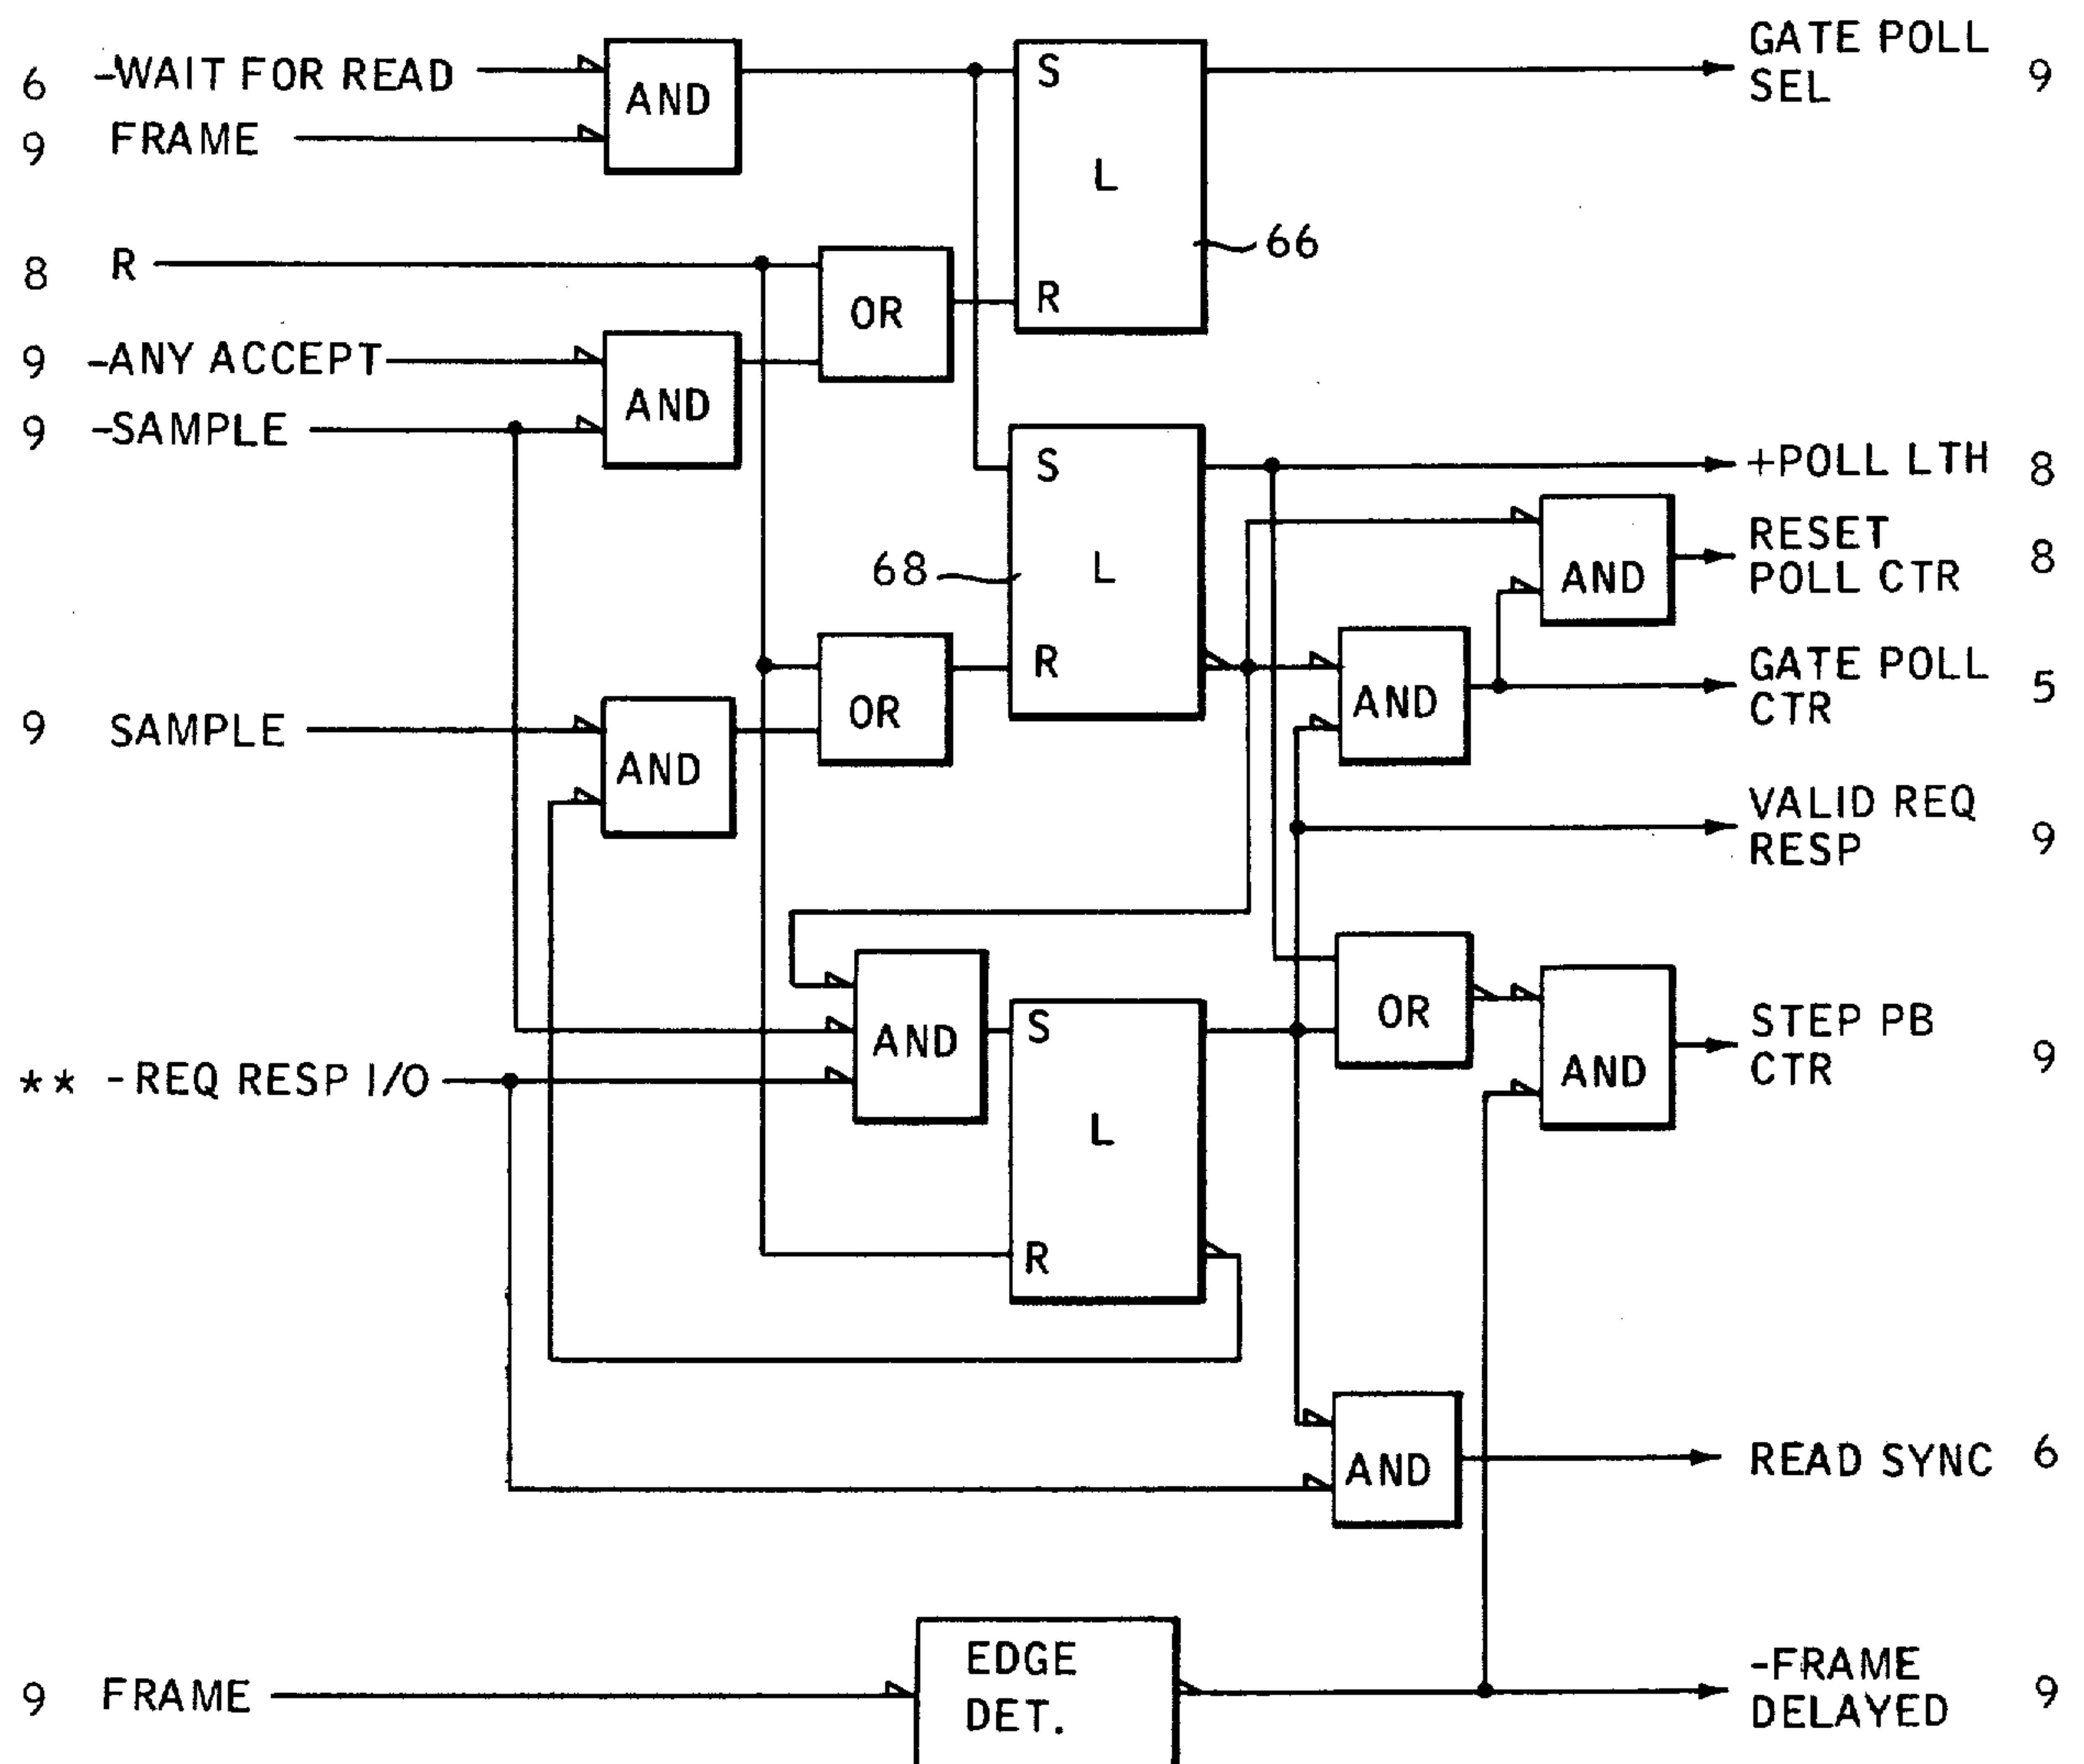 6 -WAIT FOR READ
9 FRAME
AND
S
L
R
66
GATE POLL
SEL 9
8 R
OR
9 -ANY ACCEPT
9 -SAMPLE
AND
S
L
R
68
+POLL LTH 8
AND
RESET
POLL CTR 8
AND
GATE POLL
CTR 5
OR
9 SAMPLE
AND
VALID REQ
RESP 9
AND
** -REQ RESP I/O
S
L
R
OR
AND
STEP PB
CTR 9
AND
READ SYNC 6
9 FRAME
EDGE
DET.
-FRAME
DELAYED 9